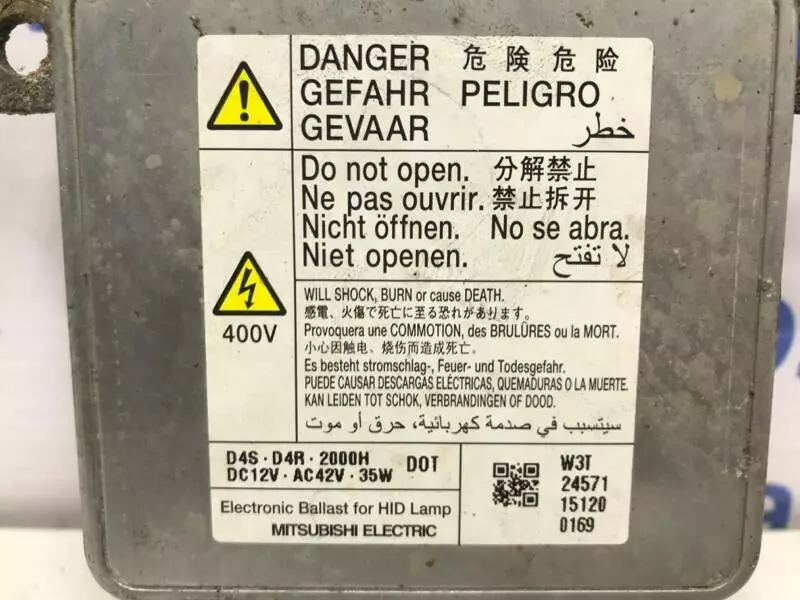 DANGER 危険 危险
GEFAHR PELIGRO
GEVAAR خطر
Do not open. 分解禁止
Ne pas ouvrir. 禁止拆开
Nicht öffnen. No se abra.
Niet openen. لا تفتح
400V
WILL SHOCK, BURN or cause DEATH.
感電、火傷で死亡に至る恐れがあります。
Provoquera une COMMOTION, des BRULÛRES ou la MORT.
小心因触电、烧伤而造成死亡。
Es besteht stromschlag-, Feuer- und Todesgefahr.
PUEDE CAUSAR DESCARGAS ELÉCTRICAS, QUEMADURAS O LA MUERTE.
KAN LEIDEN TOT SCHOK, VERBRANDINGEN OF DOOD.
سيتسبب في صدمة كهربائية، حرق أو موت
D4S · D4R · 2000H DOT
DC12V · AC42V · 35W
Electronic Ballast for HID Lamp
MITSUBISHI ELECTRIC
W3T
24571
15120
0169